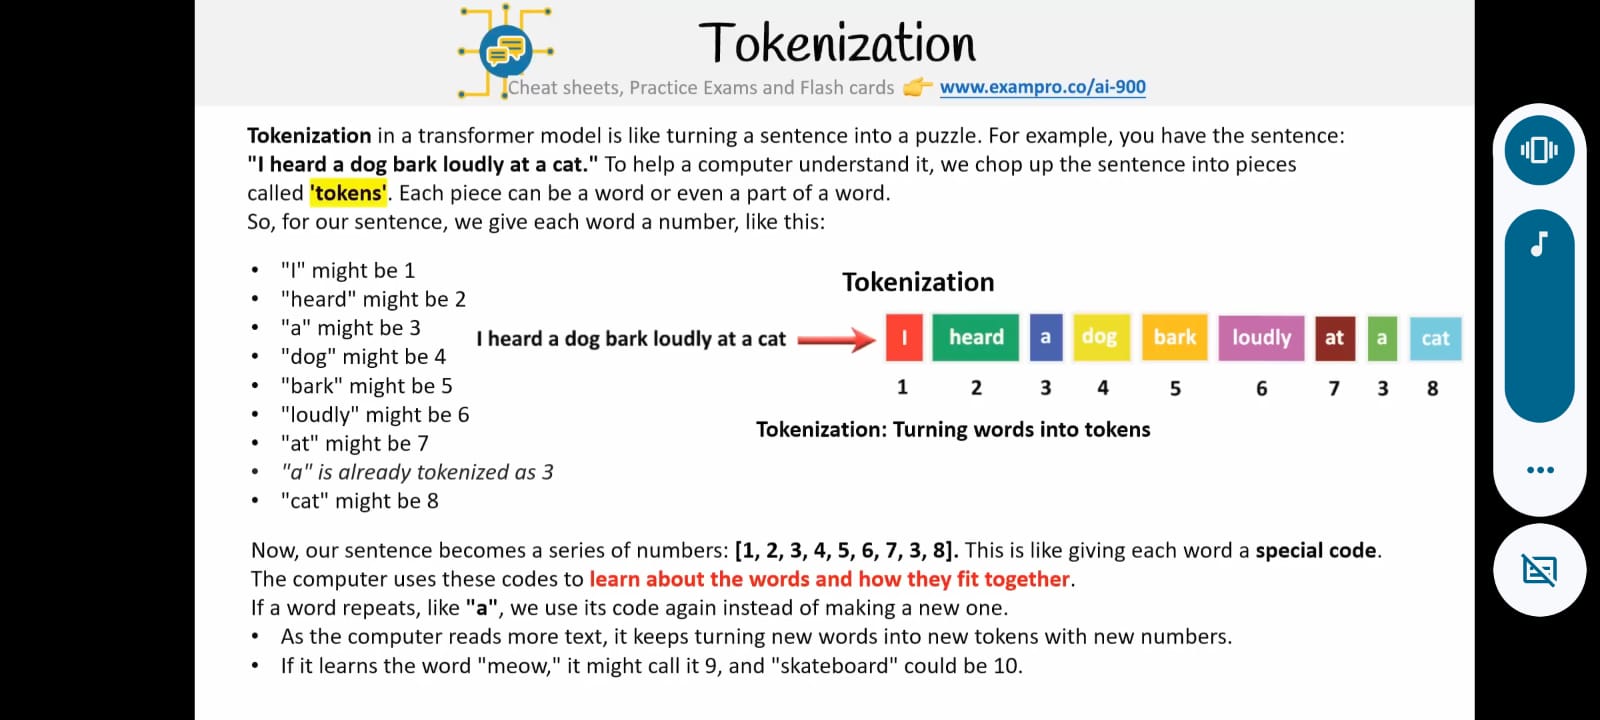 Tokenization
Cheat sheets, Practice Exams and Flash cards 👉 www.exampro.co/ai-900
Tokenization in a transformer model is like turning a sentence into a puzzle. For example, you have the sentence:
"I heard a dog bark loudly at a cat." To help a computer understand it, we chop up the sentence into pieces
called 'tokens'. Each piece can be a word or even a part of a word.
So, for our sentence, we give each word a number, like this:
• "I" might be 1
• "heard" might be 2
• "a" might be 3
• "dog" might be 4
• "bark" might be 5
• "loudly" might be 6
• "at" might be 7
• "a" is already tokenized as 3
• "cat" might be 8
Tokenization
I heard a dog bark loudly at a cat
I heard a dog bark loudly at a cat
1 2 3 4 5 6 7 3 8
Tokenization: Turning words into tokens
Now, our sentence becomes a series of numbers: [1, 2, 3, 4, 5, 6, 7, 3, 8]. This is like giving each word a special code.
The computer uses these codes to learn about the words and how they fit together.
If a word repeats, like "a", we use its code again instead of making a new one.
• As the computer reads more text, it keeps turning new words into new tokens with new numbers.
• If it learns the word "meow," it might call it 9, and "skateboard" could be 10.